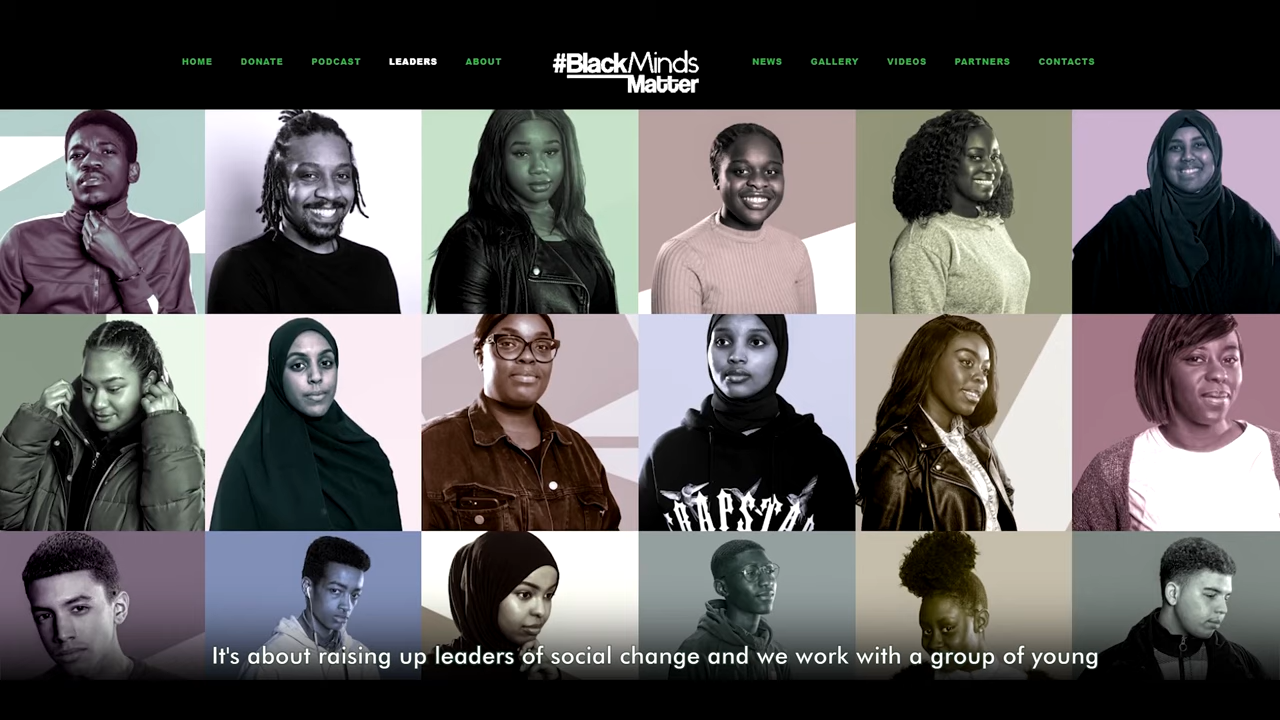 HOME DONATE PODCAST LEADERS ABOUT
#BlackMinds
Matter
NEWS GALLERY VIDEOS PARTNERS CONTACTS
It's about raising up leaders of social change and we work with a group of young